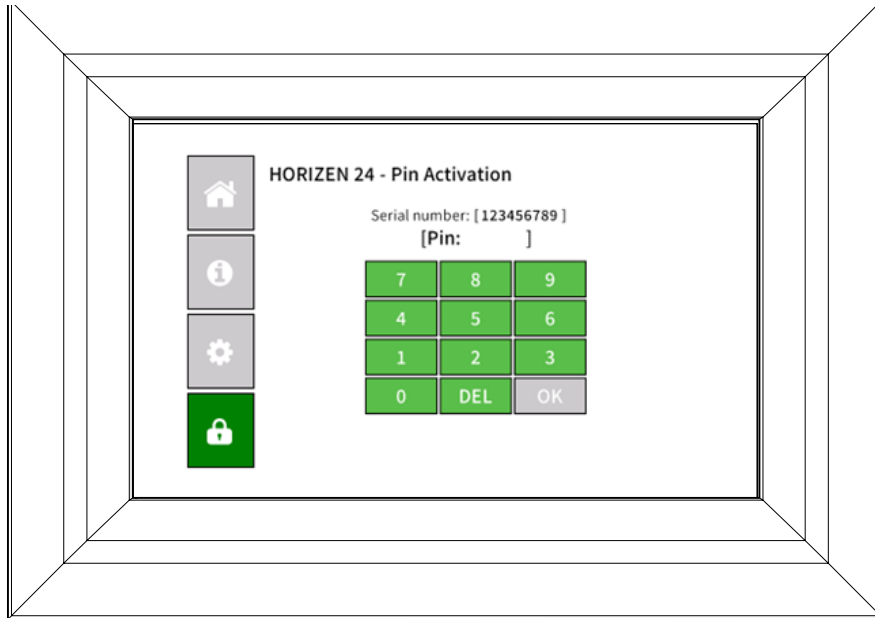 HORIZEN 24 - Pin Activation
Serial number: [ 123456789 ]
[Pin: ]
7 8 9
4 5 6
1 2 3
0 DEL OK